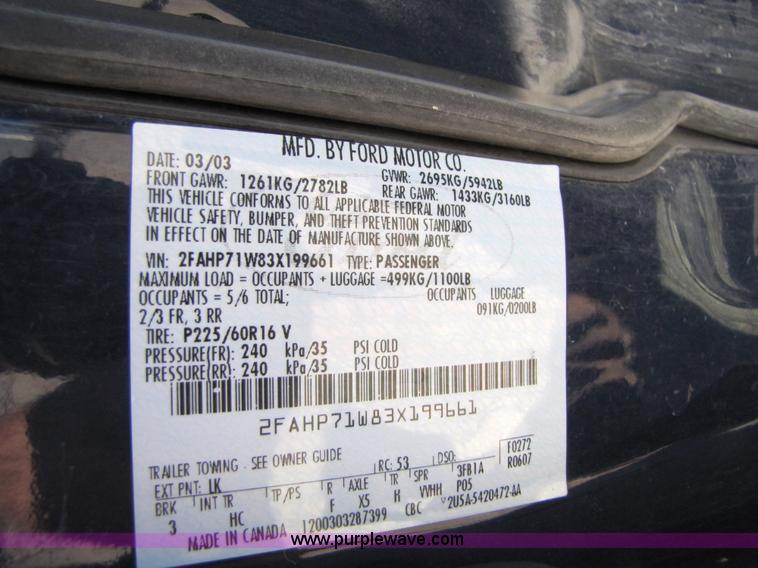 MFD. BY FORD MOTOR CO.
DATE: 03/03 GVWR: 2695KG/5942LB
FRONT GAWR: 1261KG/2782LB REAR GAWR: 1433KG/3160LB
THIS VEHICLE CONFORMS TO ALL APPLICABLE FEDERAL MOTOR
VEHICLE SAFETY, BUMPER, AND THEFT PREVENTION STANDARDS
IN EFFECT ON THE DATE OF MANUFACTURE SHOWN ABOVE.
VIN: 2FAHP71W83X199661 TYPE: PASSENGER
MAXIMUM LOAD = OCCUPANTS + LUGGAGE =499KG/1100LB
OCCUPANTS = 5/6 TOTAL; OCCUPANTS LUGGAGE
2/3 FR, 3 RR 091KG/0200LB
TIRE: P225/60R16 V
PRESSURE(FR): 240 kPa/35 PSI COLD
PRESSURE(RR): 240 kPa/35 PSI COLD
2FAHP71W83X199661
TRAILER TOWING - SEE OWNER GUIDE F0272
EXT PNT: LK RC: 53 DSO: R0607
BRK INT TR TP/PS R AXLE TR SPR 3FB1A
3 HC F X5 H VVHH P05
MADE IN CANADA 1200303287399 CBC V2U5A-5420472-AA
www.purplewave.com